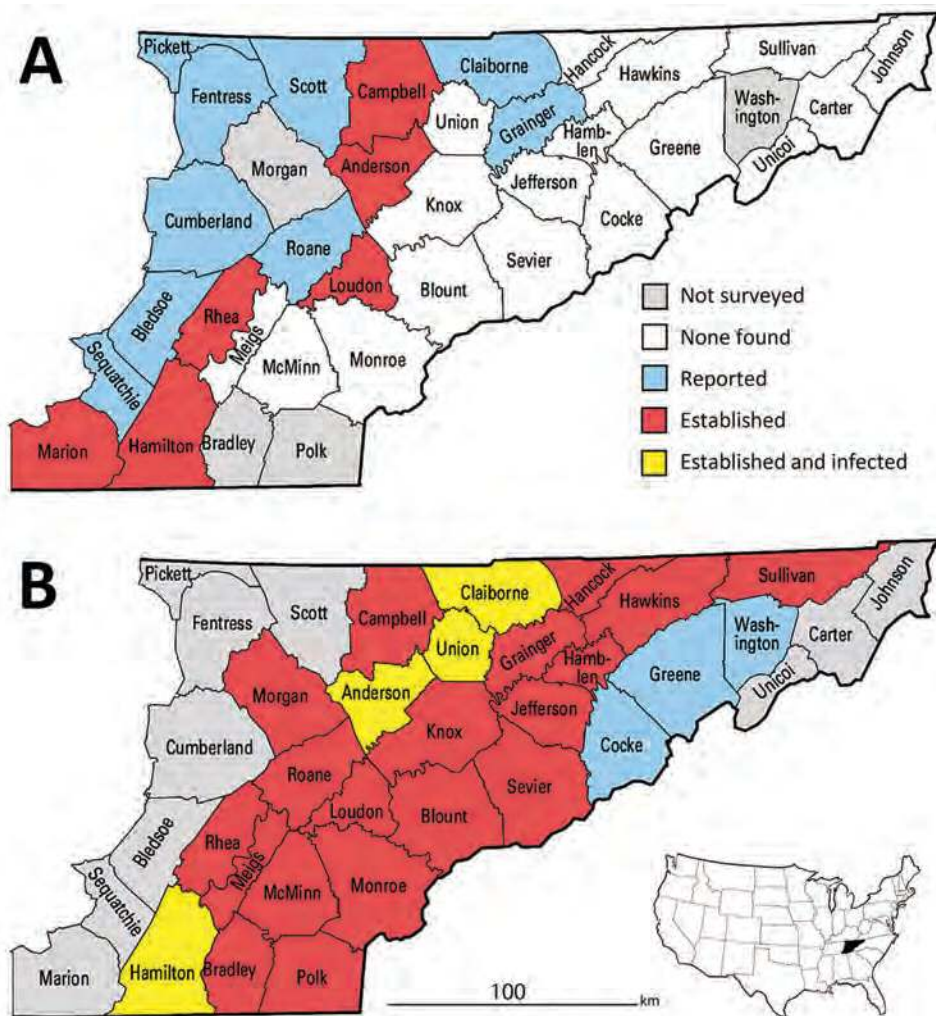 A
Pickett
Fentress
Scott
Campbell
Claiborne
Hancock
Hawkins
Sullivan
Johnson
Carter
Wash-
ington
Unicoi
Greene
Union
Grainger
Hamb-
len
Morgan
Anderson
Jefferson
Knox
Cocke
Cumberland
Roane
Sevier
Loudon
Blount
Bledsoe
Rhea
Meigs
McMinn
Monroe
Sequatchie
Marion
Hamilton
Bradley
Polk
Not surveyed
None found
Reported
Established
Established and infected
B
Pickett
Fentress
Scott
Campbell
Claiborne
Hancock
Hawkins
Sullivan
Johnson
Carter
Wash-
ington
Unicoi
Greene
Union
Grainger
Hamb-
len
Morgan
Anderson
Jefferson
Knox
Cocke
Cumberland
Roane
Sevier
Loudon
Blount
Bledsoe
Rhea
Meigs
McMinn
Monroe
Sequatchie
Marion
Hamilton
Bradley
Polk
100
km